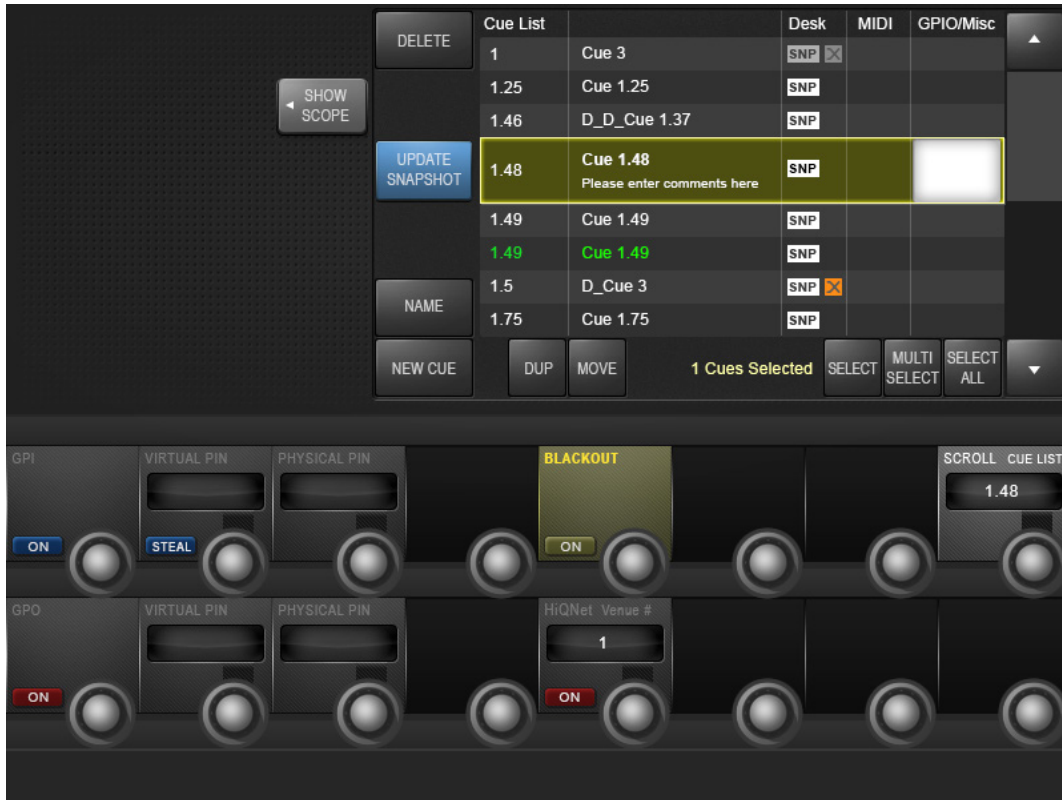 DELETE
Cue List Desk MIDI GPIO/Misc
1 Cue 3 SNP
SHOW
SCOPE
1.25 Cue 1.25 SNP
1.46 D_D_Cue 1.37 SNP
UPDATE
SNAPSHOT
1.48 Cue 1.48 SNP
Please enter comments here
1.49 Cue 1.49 SNP
1.49 Cue 1.49 SNP
NAME
1.5 D_Cue 3 SNP
1.75 Cue 1.75 SNP
NEW CUE DUP MOVE 1 Cues Selected SELECT MULTI SELECT SELECT ALL
GPI VIRTUAL PIN PHYSICAL PIN BLACKOUT SCROLL CUE LIST
1.48
ON STEAL ON
GPO VIRTUAL PIN PHYSICAL PIN HiQNet Venue #
1
ON ON